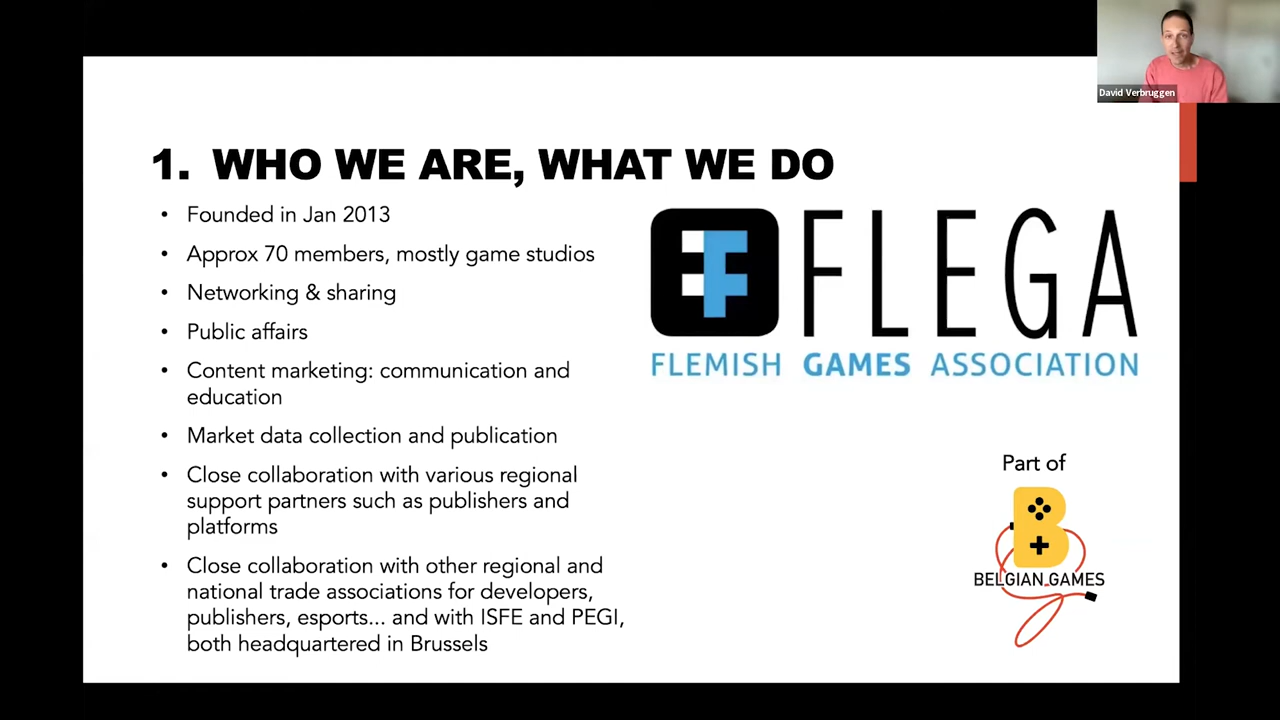 David Verbruggen
1. WHO WE ARE, WHAT WE DO
• Founded in Jan 2013
• Approx 70 members, mostly game studios
• Networking & sharing
• Public affairs
• Content marketing: communication and
education
• Market data collection and publication
• Close collaboration with various regional
support partners such as publishers and
platforms
• Close collaboration with other regional and
national trade associations for developers,
publishers, esports... and with ISFE and PEGI,
both headquartered in Brussels
FLEGA
FLEMISH GAMES ASSOCIATION
Part of
B
BELGIAN GAMES